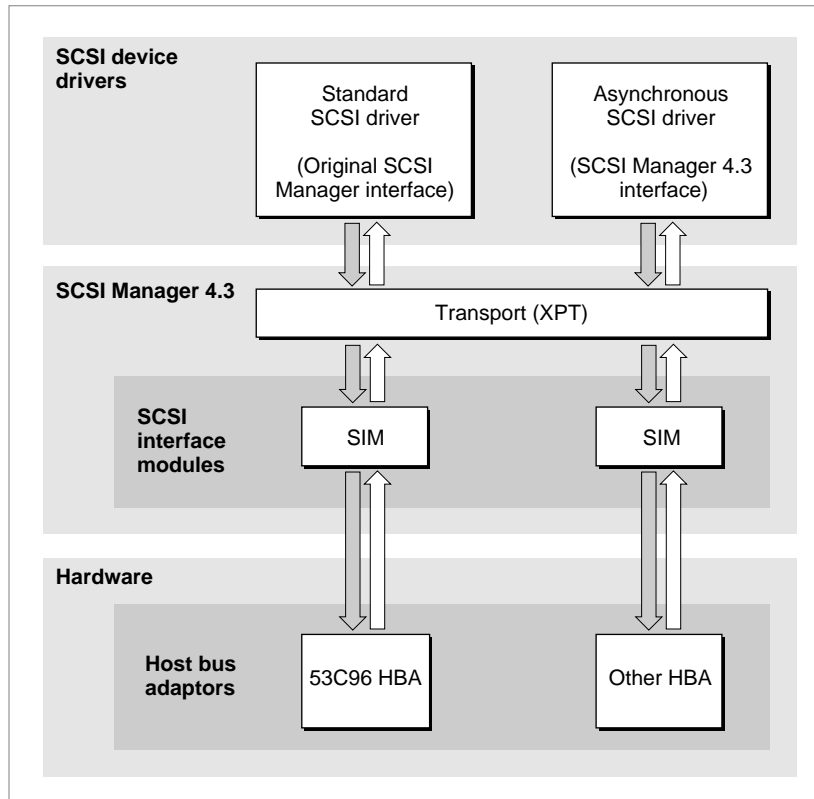 SCSI device
drivers
Standard
SCSI driver
(Original SCSI
Manager interface)
Asynchronous
SCSI driver
(SCSI Manager 4.3
interface)
SCSI Manager 4.3
Transport (XPT)
SCSI
interface
modules
SIM
SIM
Hardware
Host bus
adaptors
53C96 HBA
Other HBA